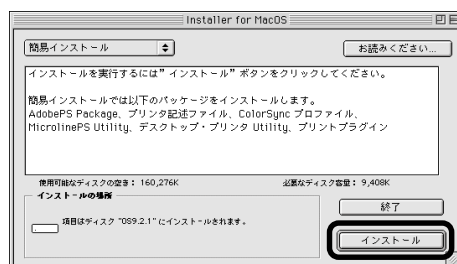 Installer for MacOS
簡易インストール
お読みください...
インストールを実行するには"インストール"ボタンをクリックしてください。
簡易インストールでは以下のパッケージをインストールします。
AdobePS Package、プリンタ記述ファイル、ColorSync プロファイル、
MicrolinePS Utility、デスクトップ・プリンタ Utility、プリントプラグイン
使用可能なディスクの空き： 160,276K
必要なディスク容量： 9,408K
インストールの場所
項目はディスク "OS9.2.1" にインストールされます。
終了
インストール